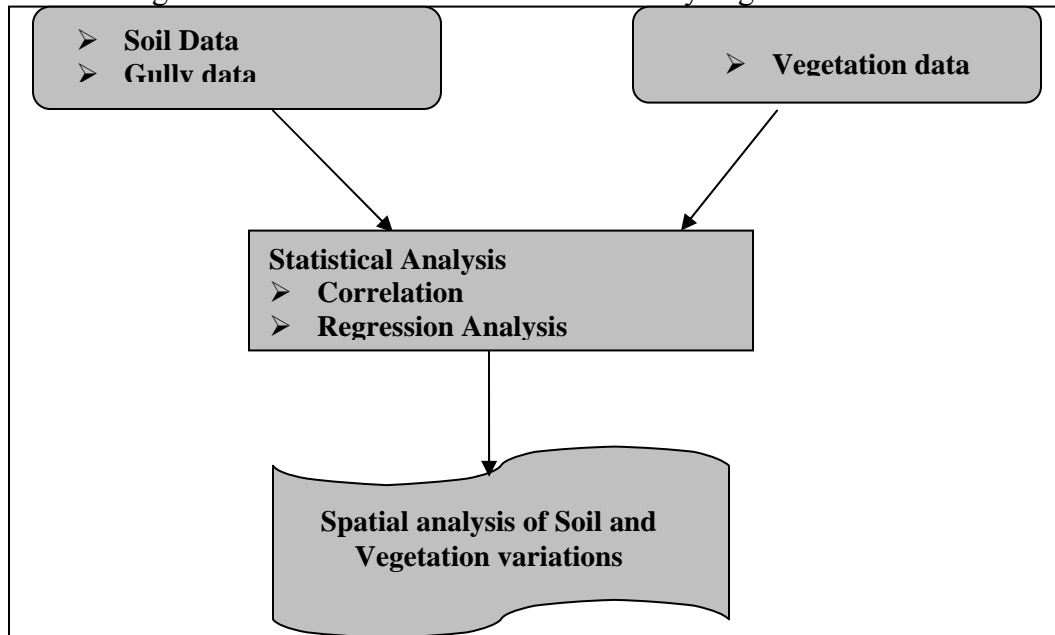 ➢ Soil Data
➢ Gully data
➢ Vegetation data
Statistical Analysis
➢ Correlation
➢ Regression Analysis
Spatial analysis of Soil and
Vegetation variations